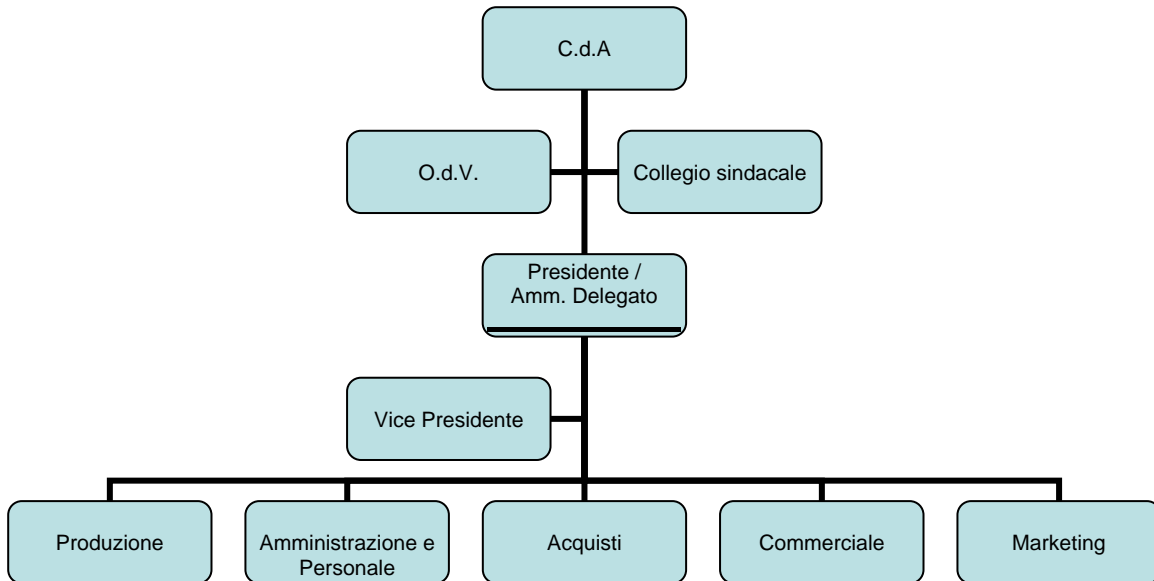 C.d.A
O.d.V.
Collegio sindacale
Presidente /
Amm. Delegato
Vice Presidente
Produzione
Amministrazione e
Personale
Acquisti
Commerciale
Marketing